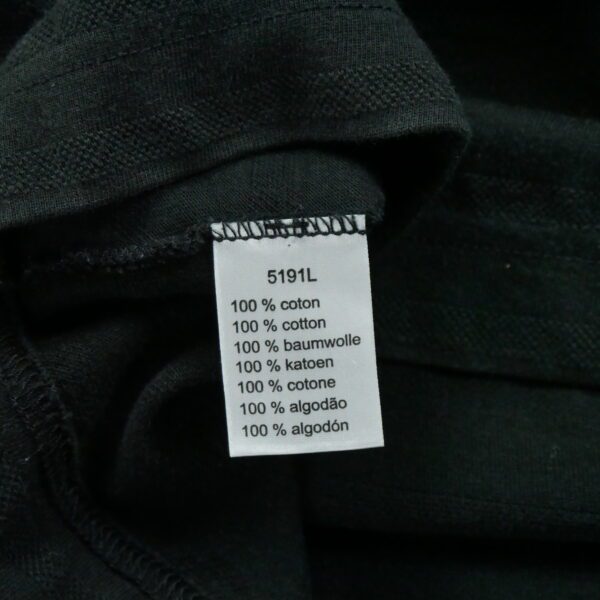 5191L
100 % coton
100 % cotton
100 % baumwolle
100 % katoen
100 % cotone
100 % algodão
100 % algodón